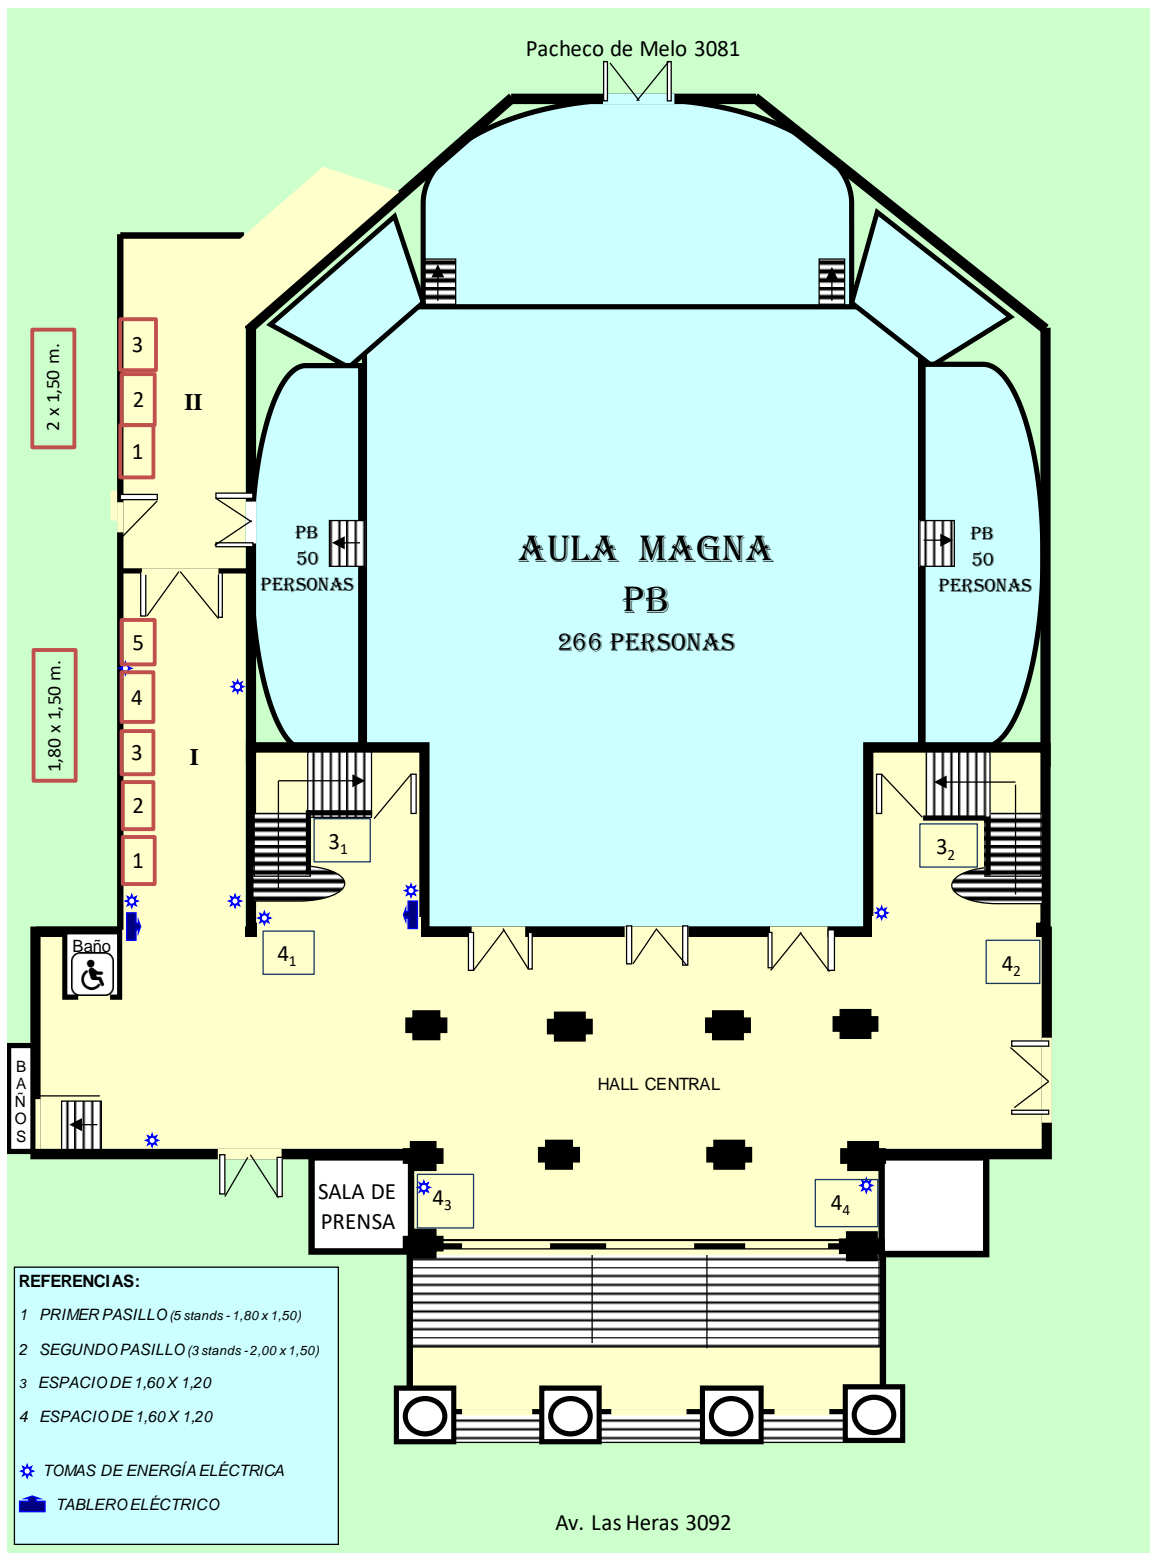 Pacheco de Melo 3081
2 x 1,50 m.
3
2
1
II
PB
50
PERSONAS
AULA MAGNA
PB
266 PERSONAS
PB
50
PERSONAS
1,80 x 1,50 m.
5
4
3
2
1
I
3₁
3₂
4₁
4₂
Baño
BAÑOS
HALL CENTRAL
SALA DE
PRENSA
4₃
4₄
REFERENCIAS:
1 PRIMER PASILLO (5 stands - 1,80 x 1,50)
2 SEGUNDO PASILLO (3 stands - 2,00 x 1,50)
3 ESPACIO DE 1,60 X 1,20
4 ESPACIO DE 1,60 X 1,20
TOMAS DE ENERGÍA ELÉCTRICA
TABLERO ELÉCTRICO
Av. Las Heras 3092